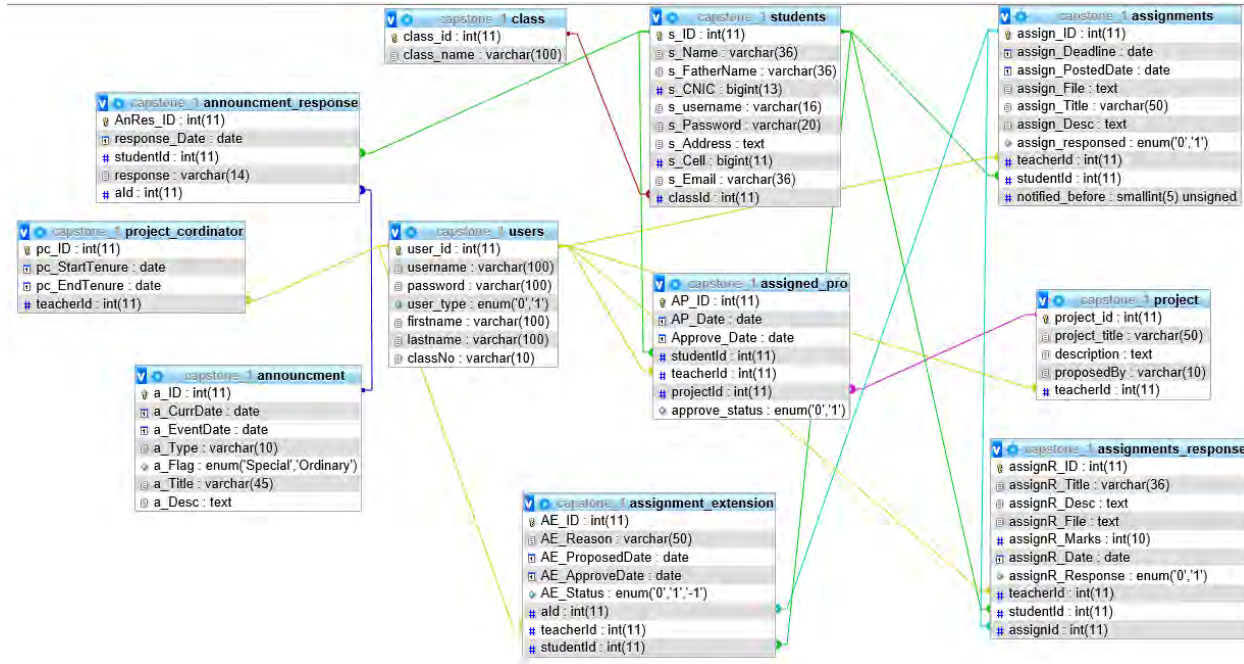 capstone_1 class
class_id : int(11)
class_name : varchar(100)
capstone_1 students
s_ID : int(11)
s_Name : varchar(36)
s_FatherName : varchar(36)
s_CNIC : bigint(13)
s_username : varchar(16)
s_Password : varchar(20)
s_Address : text
s_Cell : bigint(11)
s_Email : varchar(36)
classId : int(11)
capstone_1 assignments
assign_ID : int(11)
assign_Deadline : date
assign_PostedDate : date
assign_File : text
assign_Title : varchar(50)
assign_Desc : text
assign_responsed : enum('0','1')
teacherId : int(11)
studentId : int(11)
notified_before : smallint(5) unsigned
capstone_1 announcment_response
AnRes_ID : int(11)
response_Date : date
studentId : int(11)
response : varchar(14)
aId : int(11)
capstone_1 project_cordinator
pc_ID : int(11)
pc_StartTenure : date
pc_EndTenure : date
teacherId : int(11)
capstone_1 users
user_id : int(11)
username : varchar(100)
password : varchar(100)
user_type : enum('0','1')
firstname : varchar(100)
lastname : varchar(100)
classNo : varchar(10)
capstone_1 assigned_pro
AP_ID : int(11)
AP_Date : date
Approve_Date : date
studentId : int(11)
teacherId : int(11)
projectId : int(11)
approve_status : enum('0','1')
capstone_1 project
project_id : int(11)
project_title : varchar(50)
description : text
proposedBy : varchar(10)
teacherId : int(11)
capstone_1 announcment
a_ID : int(11)
a_CurrDate : date
a_EventDate : date
a_Type : varchar(10)
a_Flag : enum('Special','Ordinary')
a_Title : varchar(45)
a_Desc : text
capstone_1 assignments_response
assignR_ID : int(11)
assignR_Title : varchar(36)
assignR_Desc : text
assignR_File : text
assignR_Marks : int(10)
assignR_Date : date
assignR_Response : enum('0','1')
teacherId : int(11)
studentId : int(11)
assignId : int(11)
capstone_1 assignment_extension
AE_ID : int(11)
AE_Reason : varchar(50)
AE_ProposedDate : date
AE_ApproveDate : date
AE_Status : enum('0','1','-1')
aId : int(11)
teacherId : int(11)
studentId : int(11)